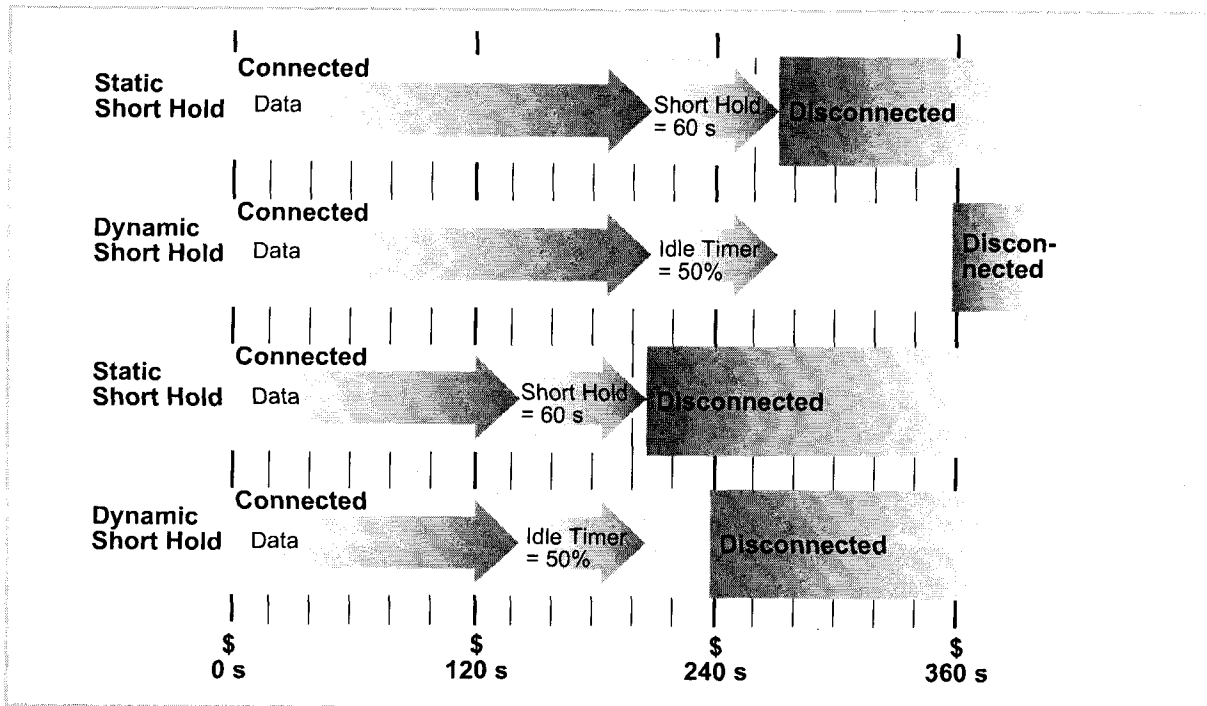 Static
Short Hold
Connected
Data
Short Hold
= 60 s
Disconnected
Dynamic
Short Hold
Connected
Data
Idle Timer
= 50%
Discon-
nected
Static
Short Hold
Connected
Data
Short Hold
= 60 s
Disconnected
Dynamic
Short Hold
Connected
Data
Idle Timer
= 50%
Disconnected
$ $ $ $
0 s 120 s 240 s 360 s